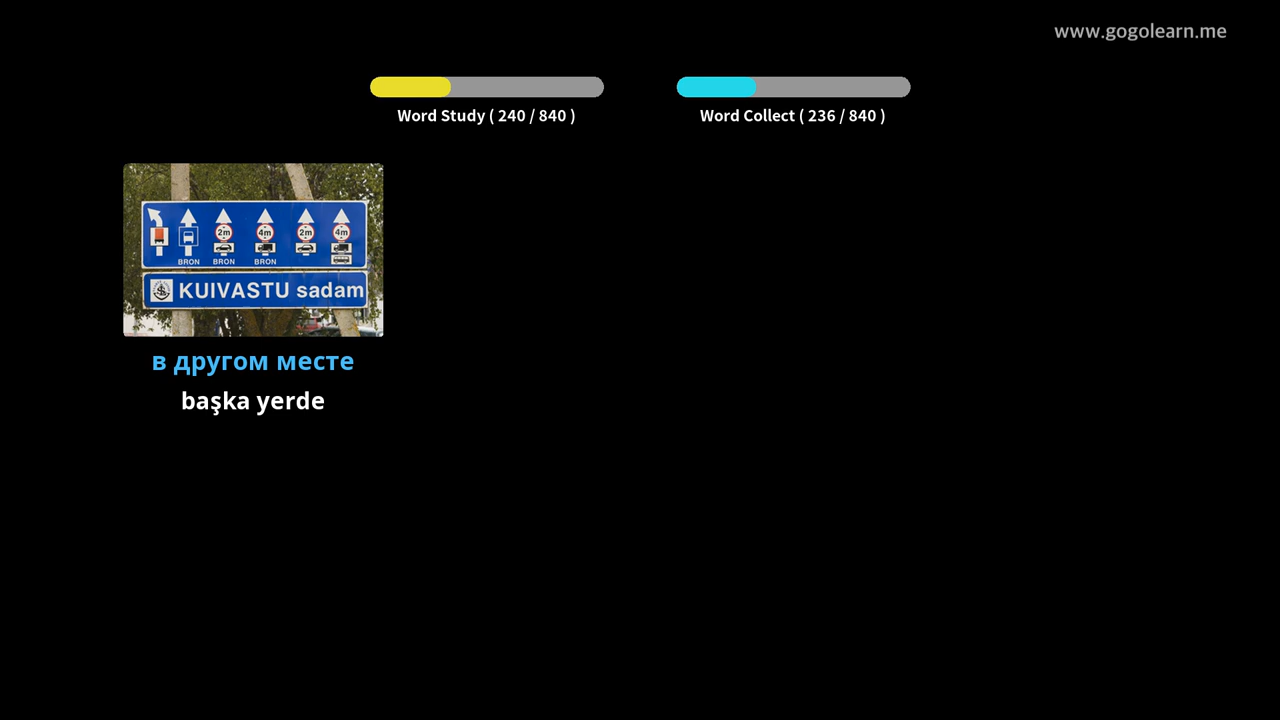 www.gogolearn.me
Word Study ( 240 / 840 )
Word Collect ( 236 / 840 )
2m 4m 2m 4m
BRON BRON BRON
KUIVASTU sadam
в другом месте
başka yerde